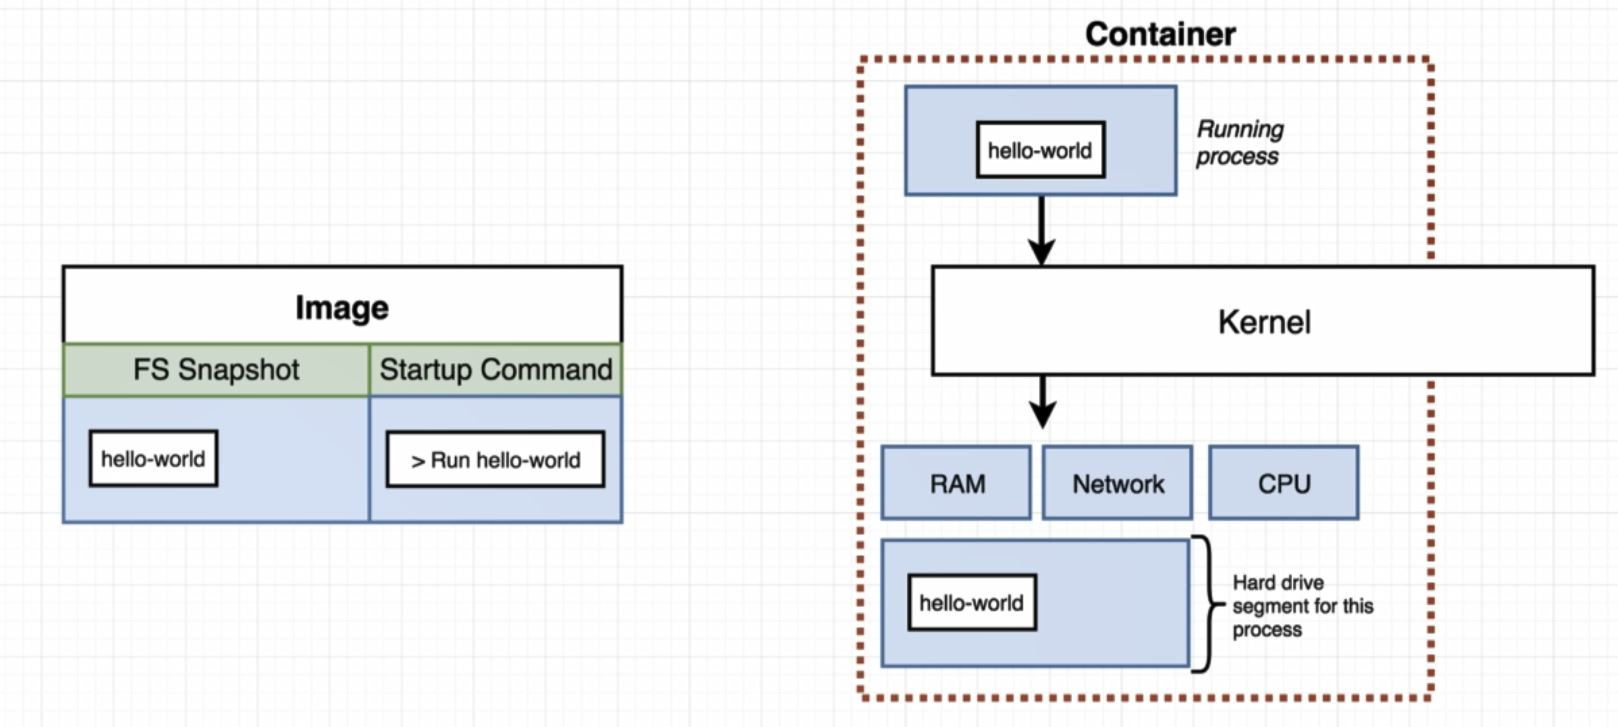 Container
hello-world
Running
process
Image
FS Snapshot
Startup Command
hello-world
> Run hello-world
Kernel
RAM
Network
CPU
hello-world
Hard drive
segment for this
process